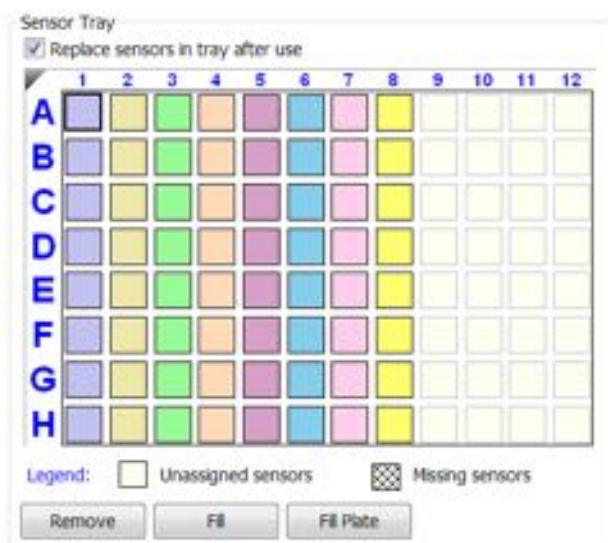 Sensor Tray
Replace sensors in tray after use
1 2 3 4 5 6 7 8 9 10 11 12
A
B
C
D
E
F
G
H
Legend: Unassigned sensors Missing sensors
Remove Fill Fill Plate